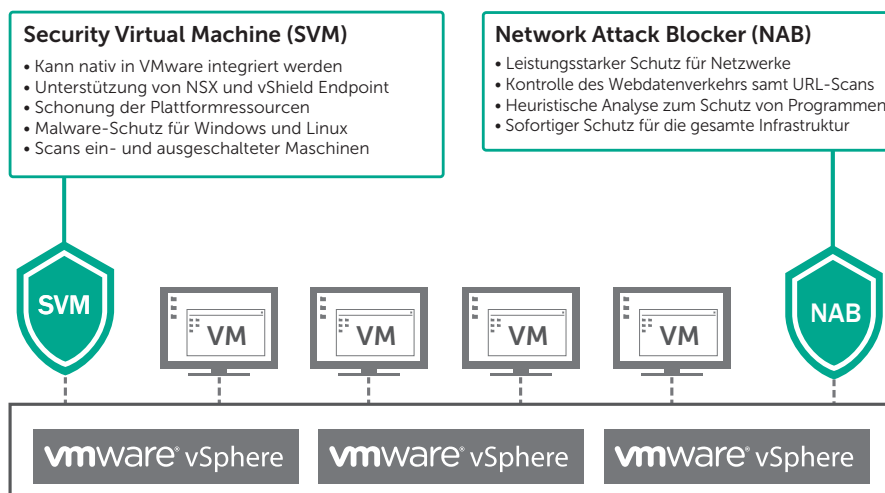 Security Virtual Machine (SVM)
• Kann nativ in VMware integriert werden
• Unterstützung von NSX und vShield Endpoint
• Schonung der Plattformressourcen
• Malware-Schutz für Windows und Linux
• Scans ein- und ausgeschalteter Maschinen
Network Attack Blocker (NAB)
• Leistungsstarker Schutz für Netzwerke
• Kontrolle des Webdatenverkehrs samt URL-Scans
• Heuristische Analyse zum Schutz von Programmen
• Sofortiger Schutz für die gesamte Infrastruktur
SVM
VM
VM
VM
VM
NAB
vmware® vSphere
vmware® vSphere
vmware® vSphere